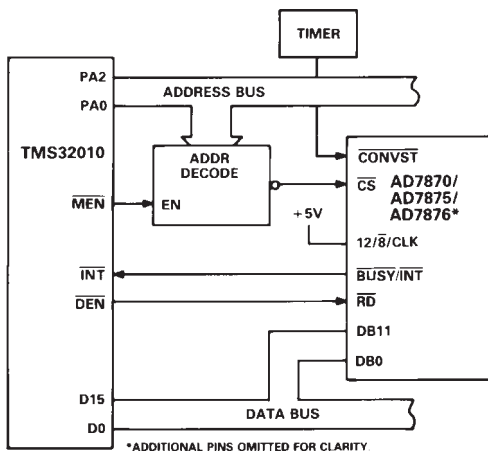 TIMER
PA2
ADDRESS BUS
PA0
TMS32010
ADDR
DECODE
CONVST
CS
AD7870/
AD7875/
AD7876*
MEN
EN
+5V
12/8/CLK
INT
BUSY/INT
DEN
RD
DB11
DB0
D15
DATA BUS
D0
*ADDITIONAL PINS OMITTED FOR CLARITY